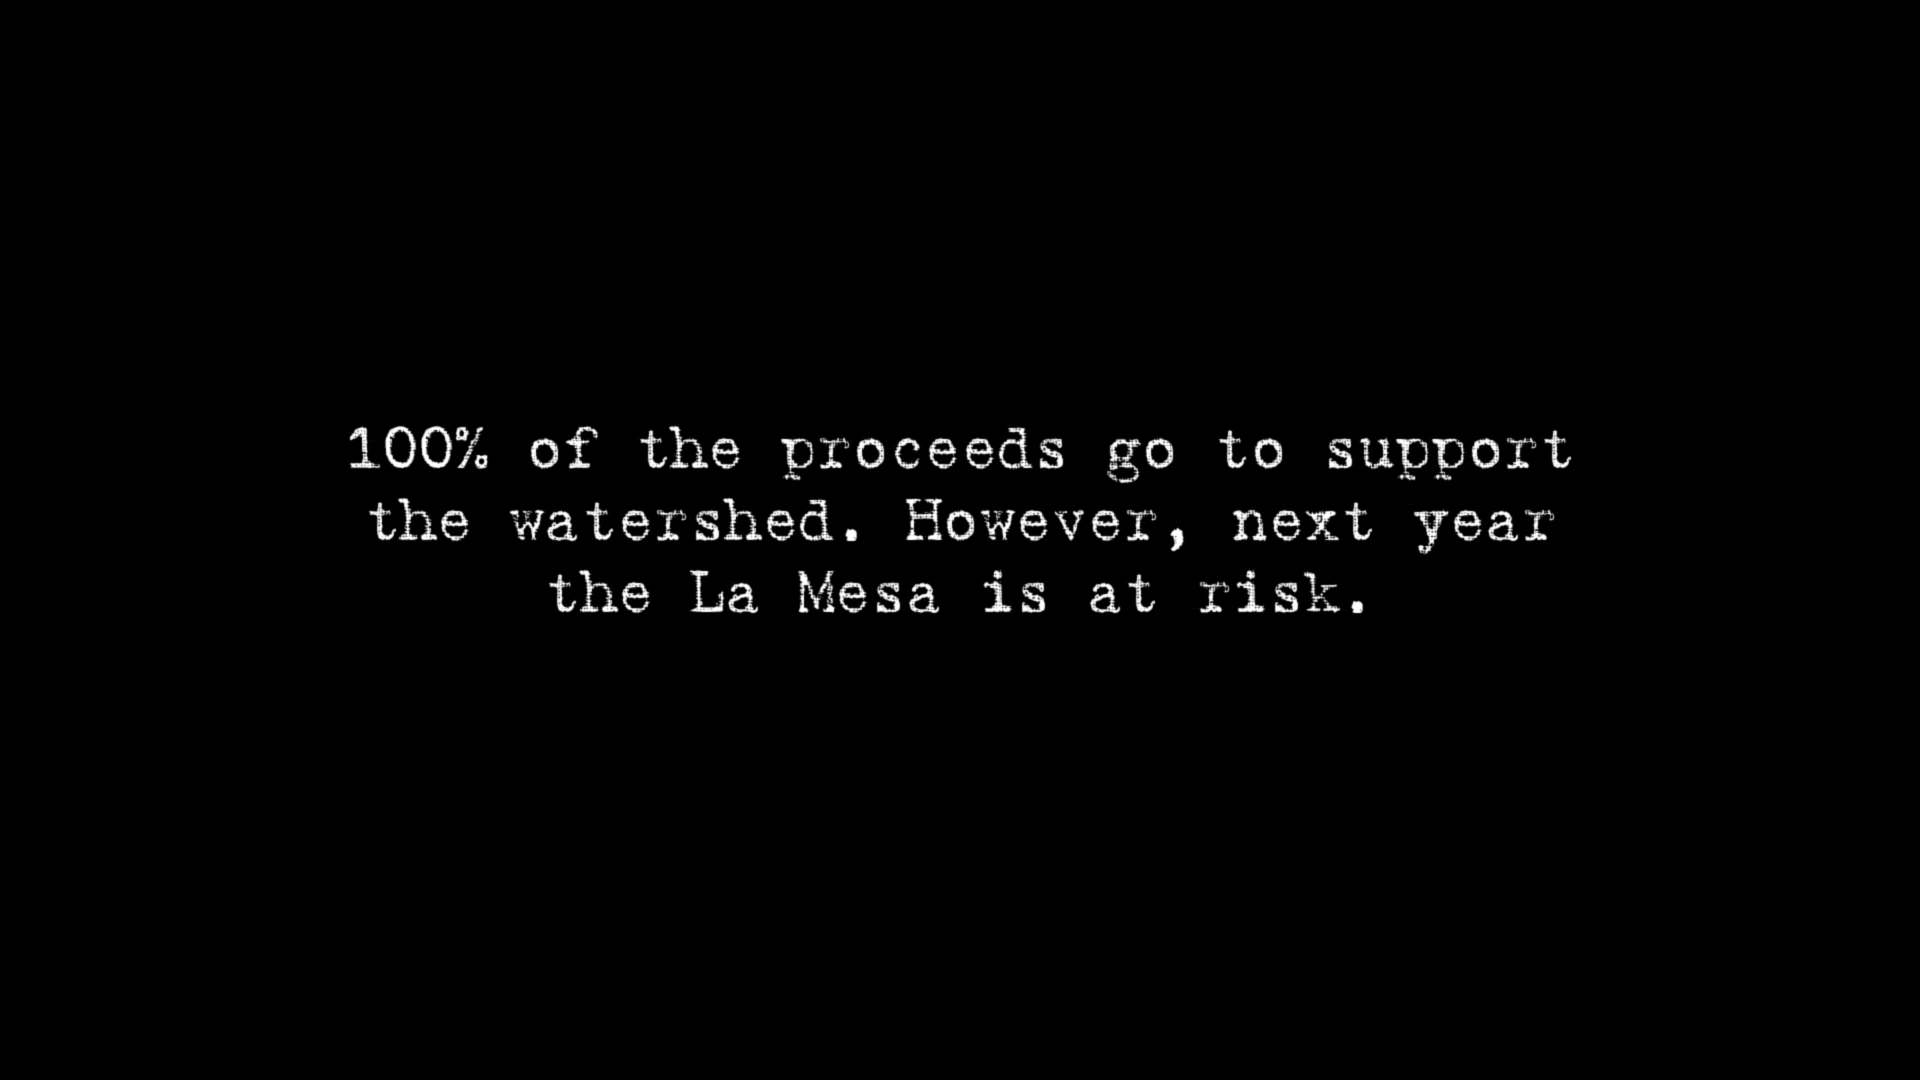 100% of the proceeds go to support
the watershed. However, next year
the La Mesa is at risk.